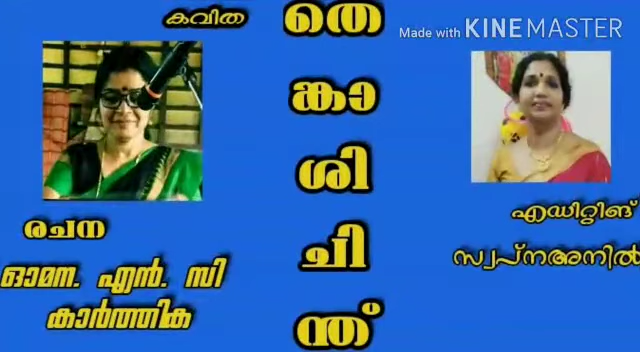 കവിത
Made with KINEMASTER
തെ
ങ്കാ
ശി
ചി
ന്ത്
രചന
ഓമന. എൻ. സി
കാർത്തിക
എഡിറ്റിങ്
സ്വപ്നഅനിൽ